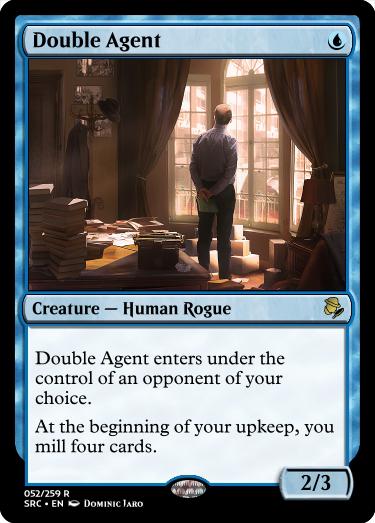 Double Agent
Creature — Human Rogue
Double Agent enters under the
control of an opponent of your
choice.
At the beginning of your upkeep, you
mill four cards.
2/3
052/259 R
SRC • EN Dominic Jaro